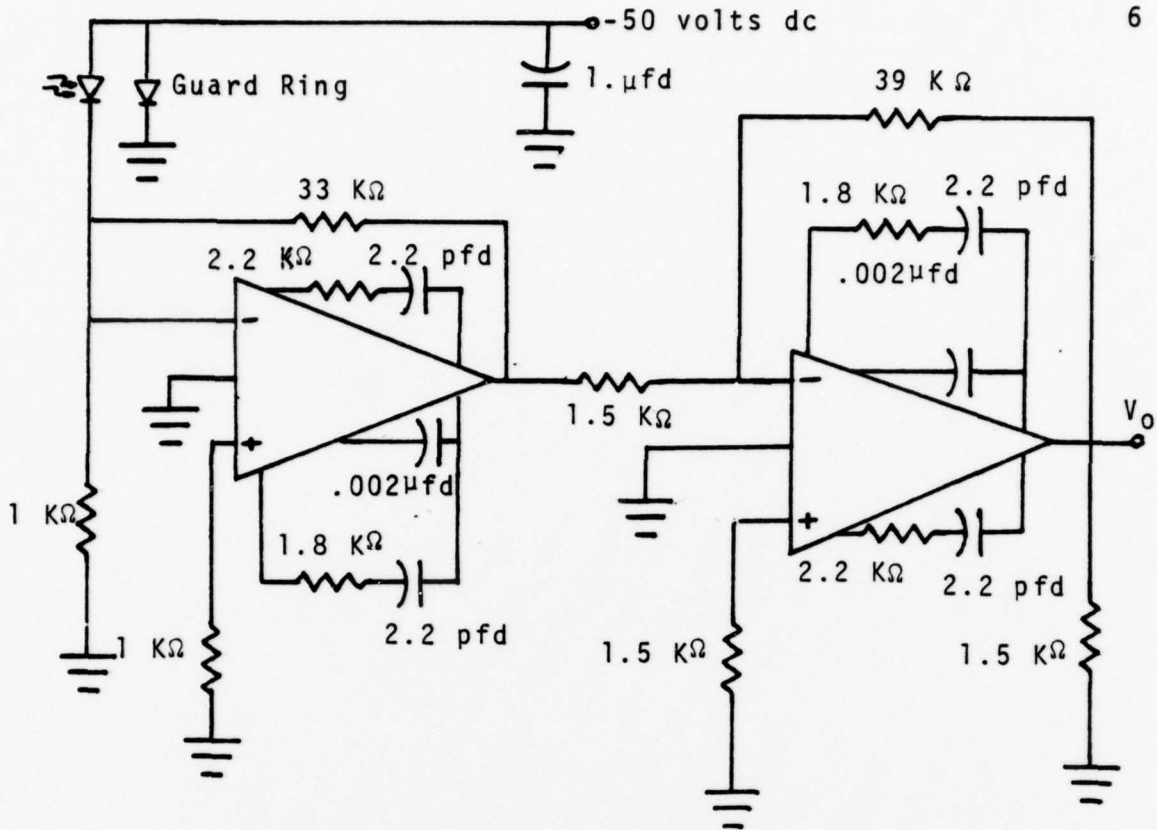 -50 volts dc
6
Guard Ring
1.μfd
39 KΩ
33 KΩ
1.8 KΩ
2.2 pfd
2.2 KΩ
2.2 pfd
.002μfd
-
-
1.5 KΩ
Vo
+
.002μfd
1 KΩ
+
1.8 KΩ
2.2 KΩ
2.2 pfd
2.2 pfd
1 KΩ
1.5 KΩ
1.5 KΩ